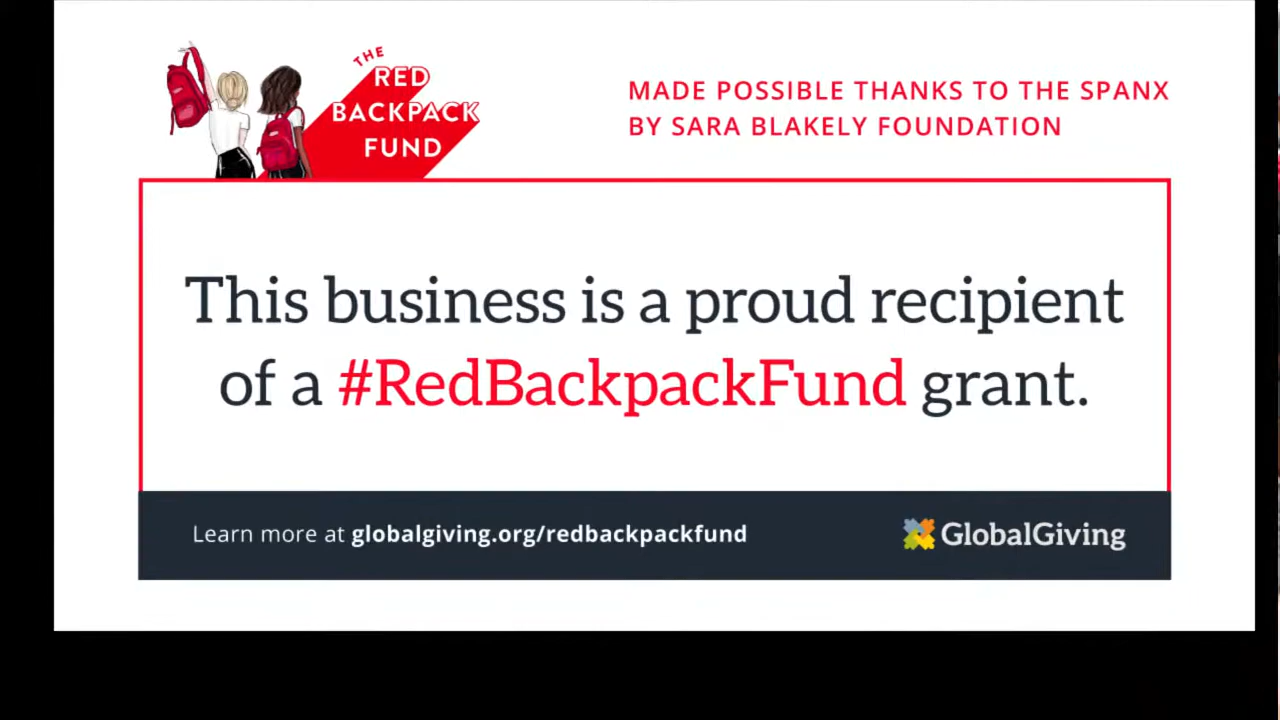 THE
RED
BACKPACK
FUND
MADE POSSIBLE THANKS TO THE SPANX
BY SARA BLAKELY FOUNDATION
This business is a proud recipient
of a #RedBackpackFund grant.
Learn more at globalgiving.org/redbackpackfund
GlobalGiving